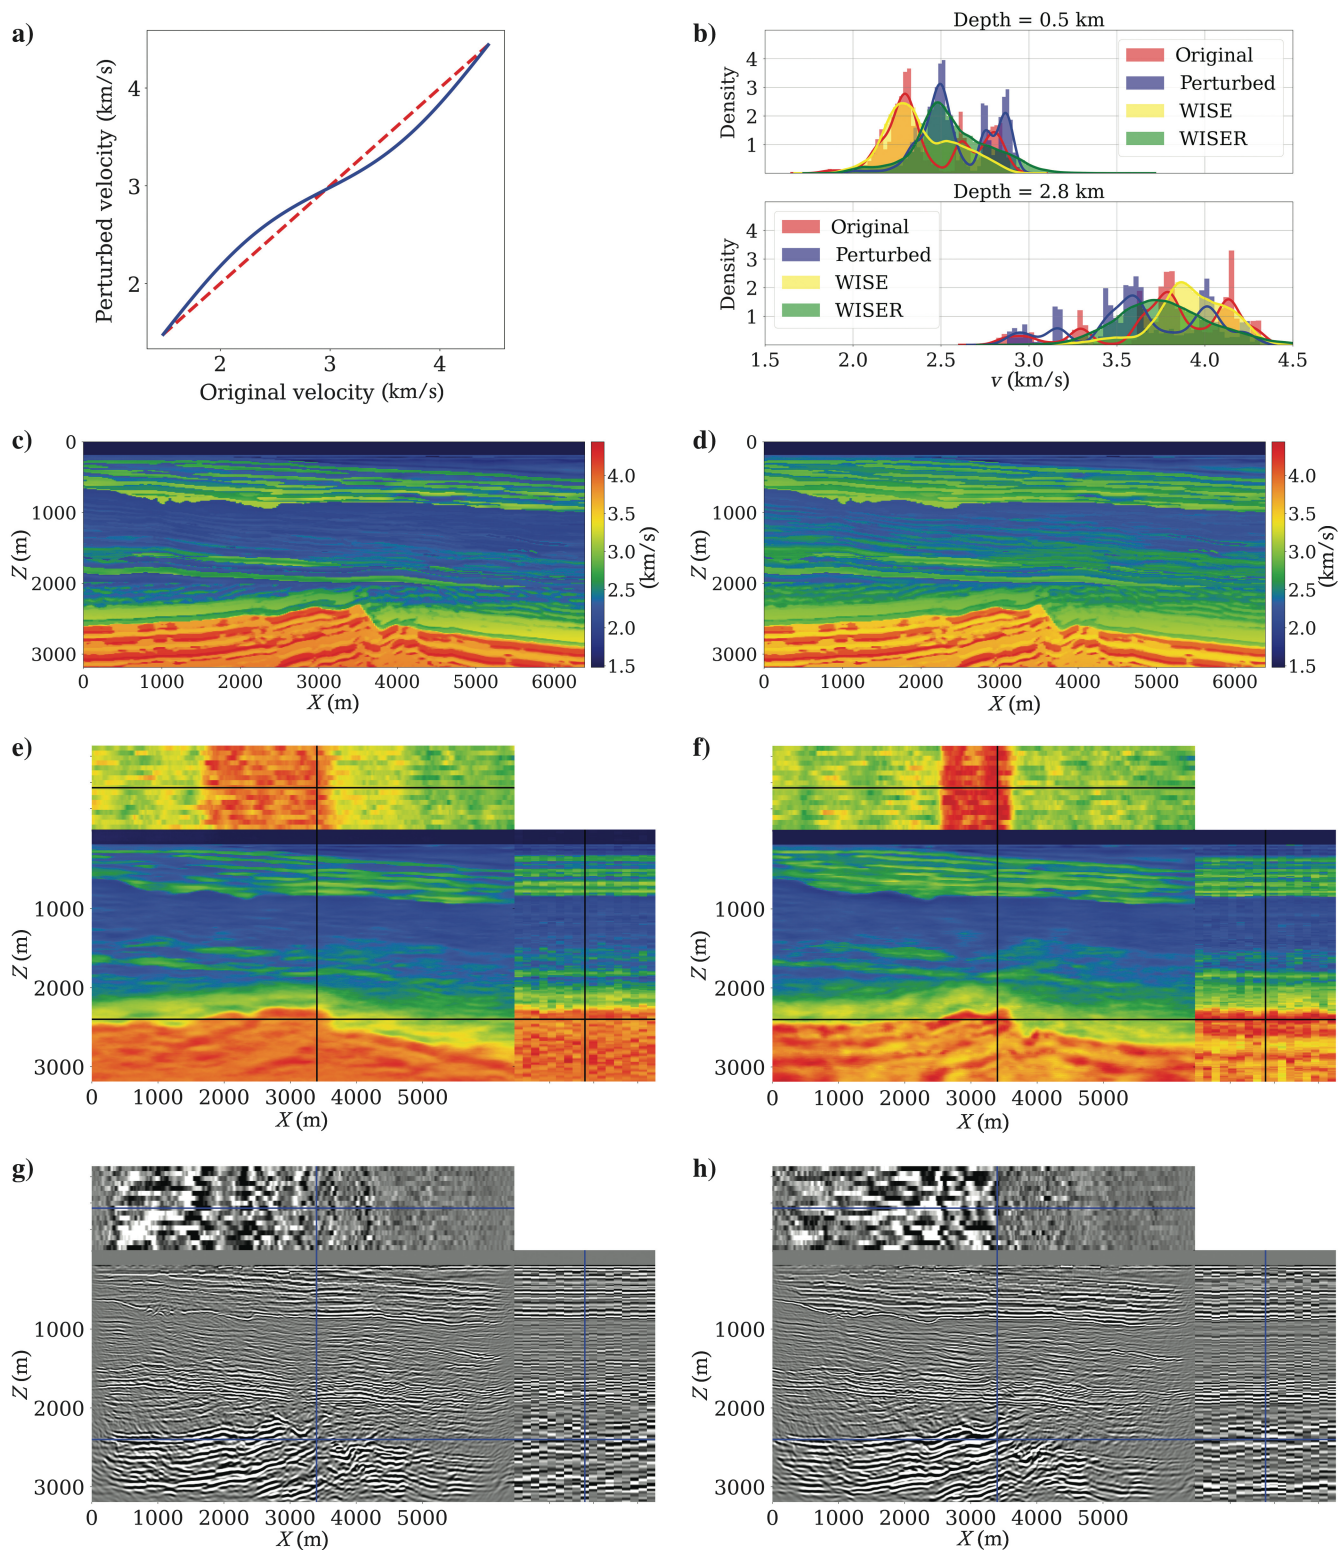 a)
Perturbed velocity (km/s)
4
3
2
2 3 4
Original velocity (km/s)
b)
Depth = 0.5 km
Density
4
3
2
1
Original
Perturbed
WISE
WISER
Depth = 2.8 km
Density
4
3
2
1
Original
Perturbed
WISE
WISER
1.5 2.0 2.5 3.0 3.5 4.0 4.5
v (km/s)
c)
0
1000
2000
3000
Z (m)
0 1000 2000 3000 4000 5000 6000
X (m)
4.0
3.5
3.0
2.5
2.0
1.5
(km/s)
d)
0
1000
2000
3000
Z (m)
0 1000 2000 3000 4000 5000 6000
X (m)
4.0
3.5
3.0
2.5
2.0
1.5
(km/s)
e)
1000
2000
3000
Z (m)
0 1000 2000 3000 4000 5000
X (m)
f)
1000
2000
3000
Z (m)
0 1000 2000 3000 4000 5000
X (m)
g)
1000
2000
3000
Z (m)
0 1000 2000 3000 4000 5000
X (m)
h)
1000
2000
3000
Z (m)
0 1000 2000 3000 4000 5000
X (m)